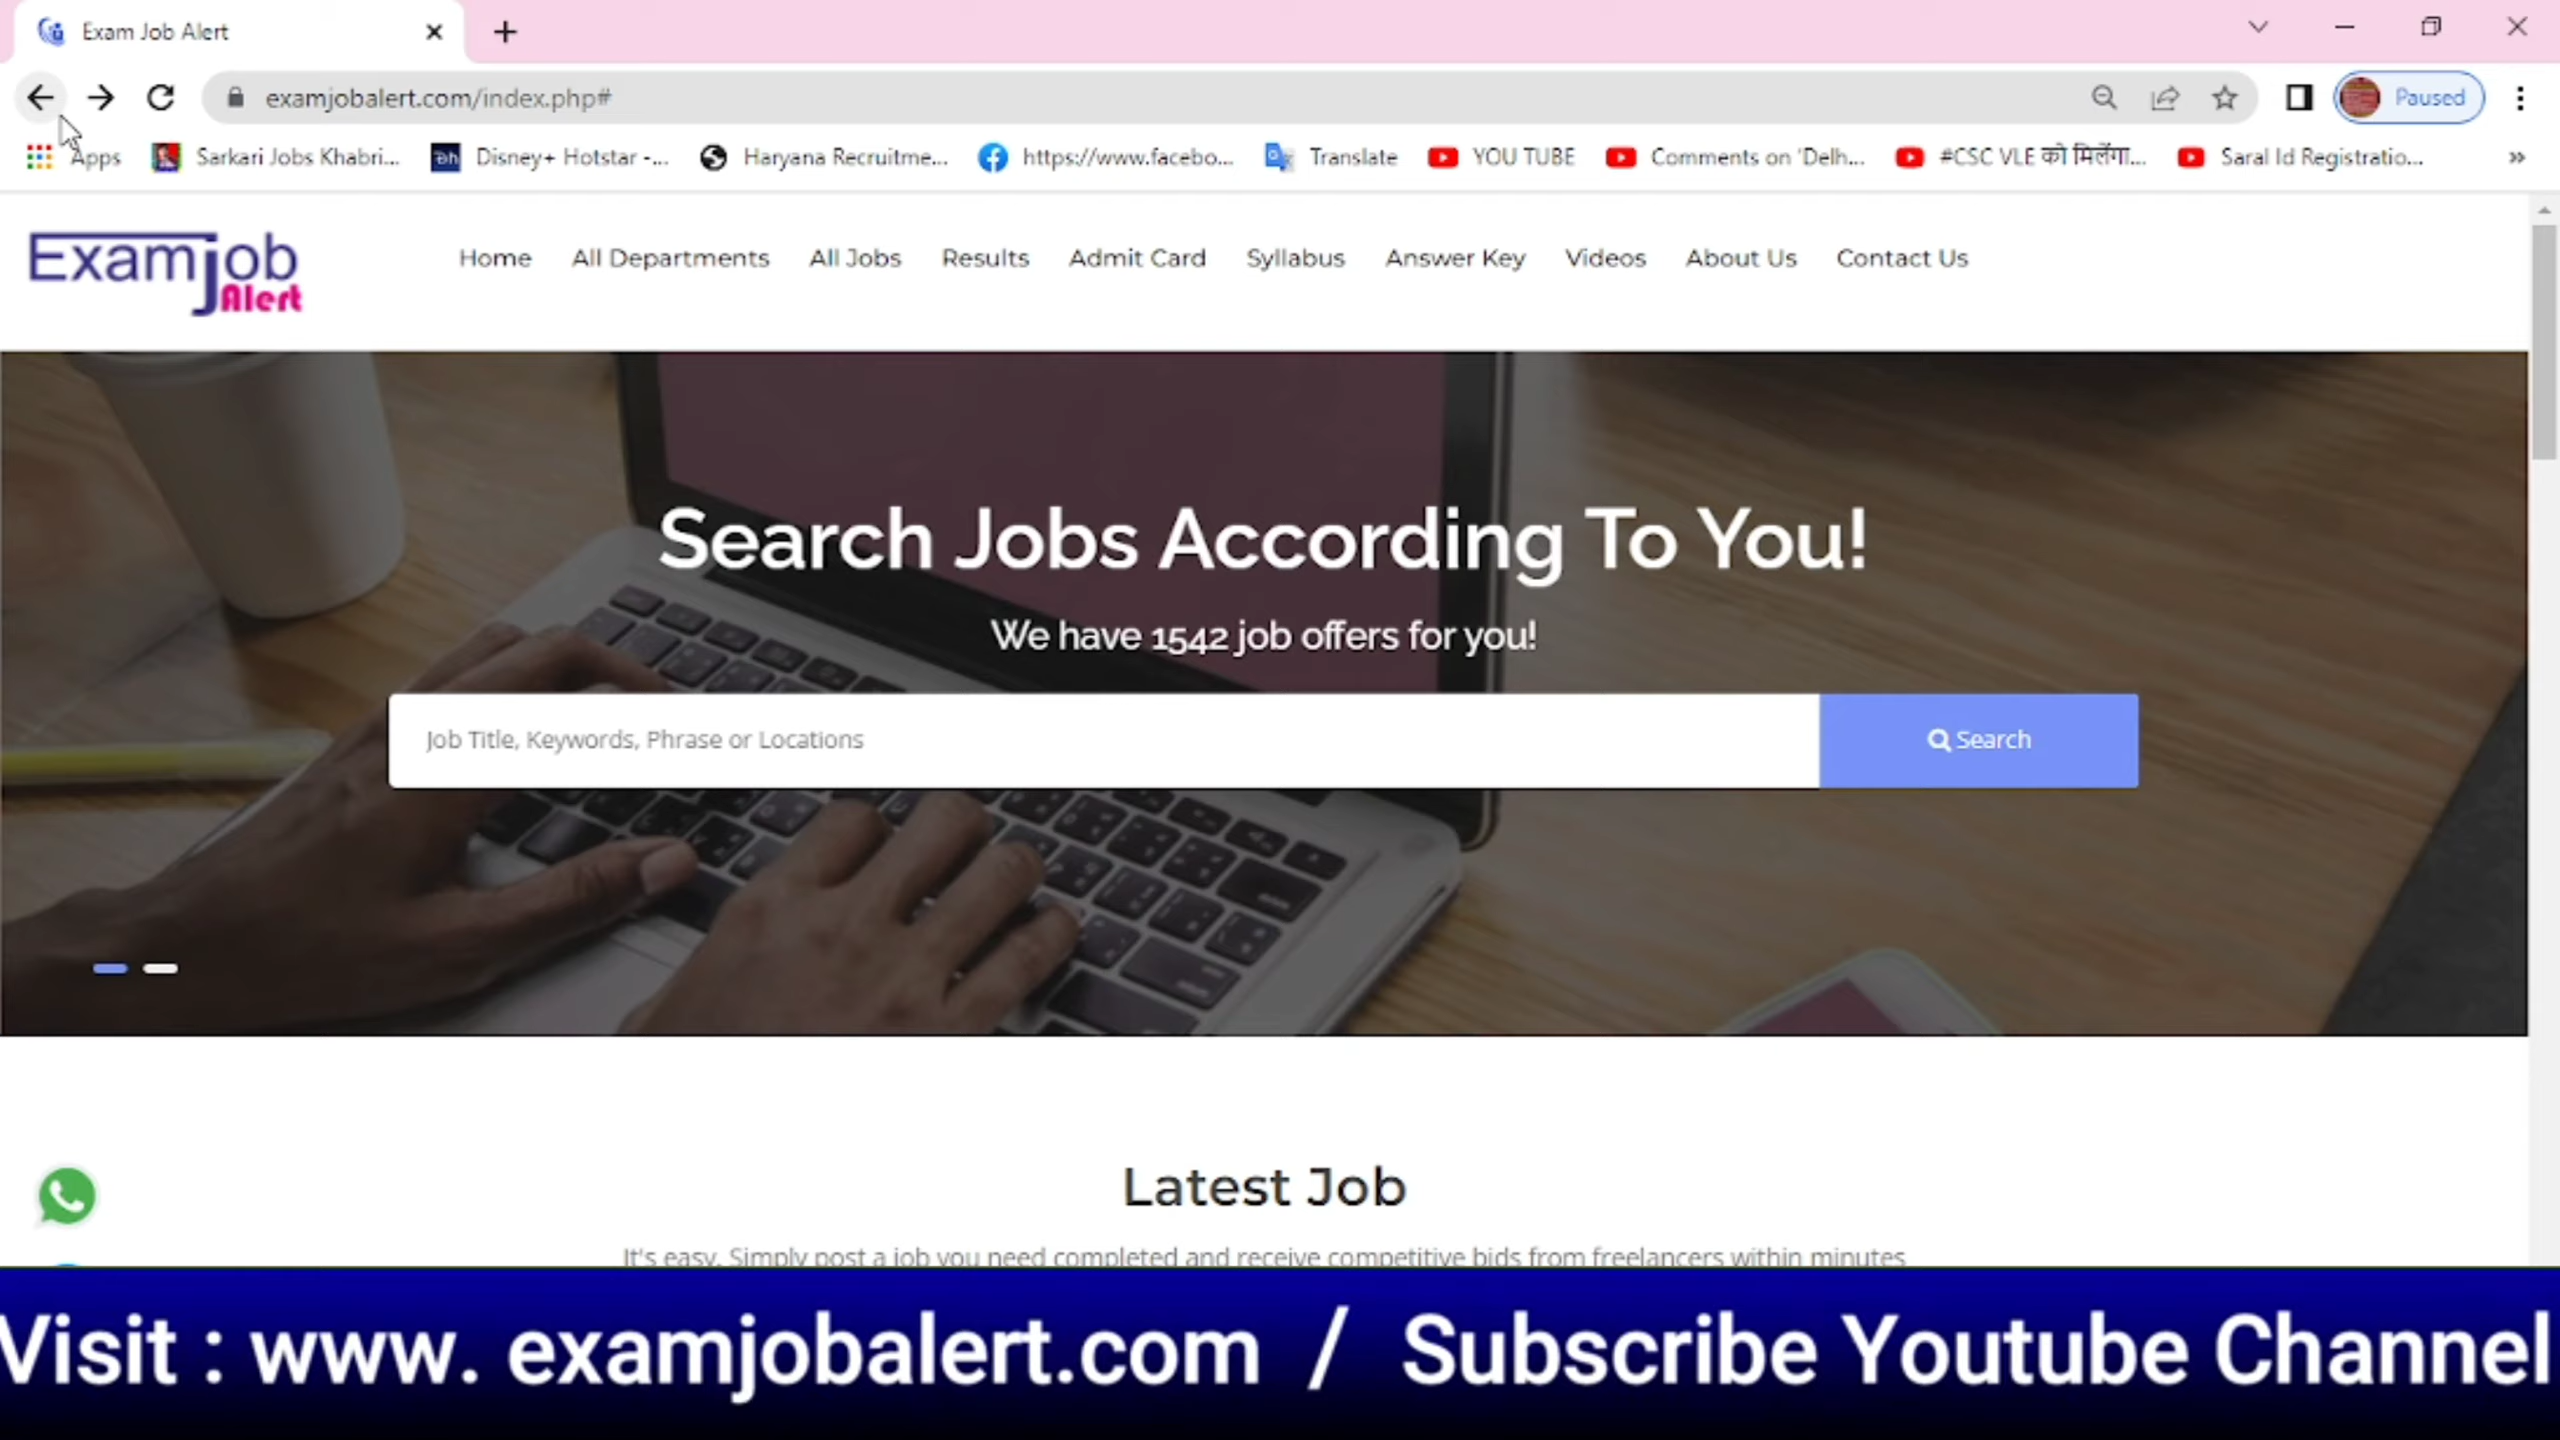 Exam Job Alert
examjobalert.com/index.php#
Paused
Apps
Sarkari Jobs Khabri...
Disney+ Hotstar -...
Haryana Recruitme...
https://www.facebo...
Translate
YOU TUBE
Comments on 'Delh...
#CSC VLE को मिलेंगा...
Saral Id Registratio...
Examjob
Alert
Home
All Departments
All Jobs
Results
Admit Card
Syllabus
Answer Key
Videos
About Us
Contact Us
Search Jobs According To You!
We have 1542 job offers for you!
Job Title, Keywords, Phrase or Locations
Search
Latest Job
It's easy. Simply post a job you need completed and receive competitive bids from freelancers within minutes
Visit : www. examjobalert.com / Subscribe Youtube Channel